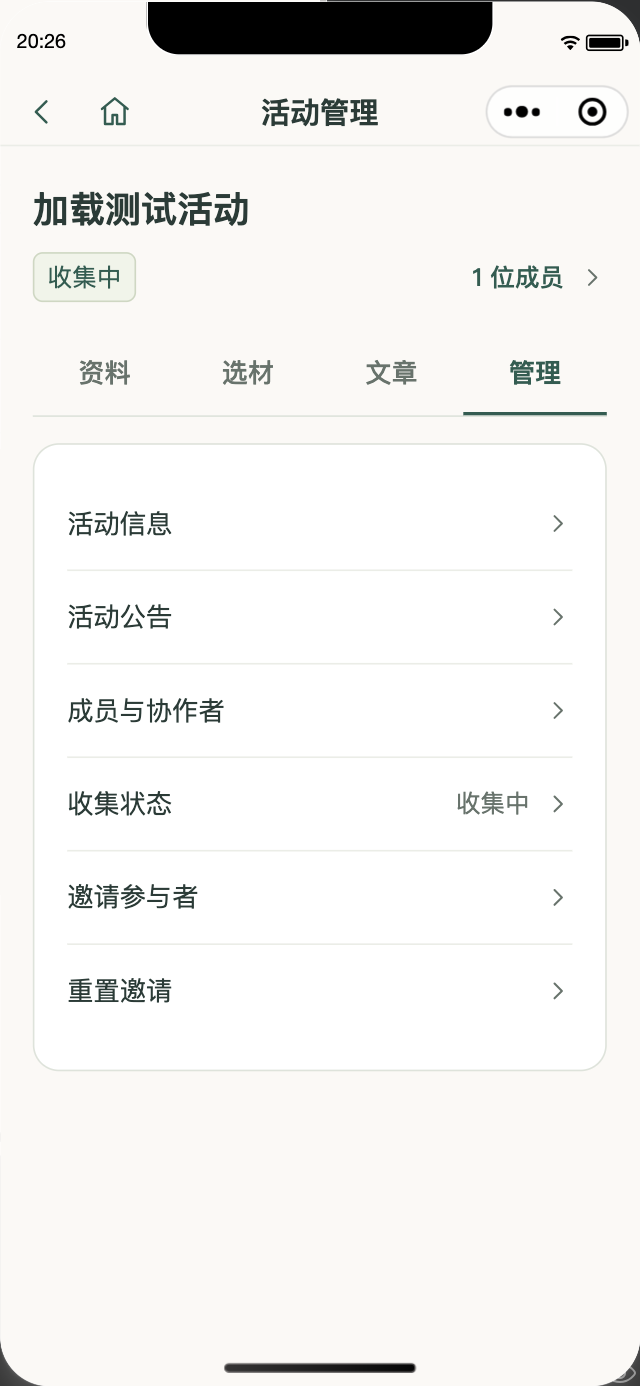 20:26
活动管理
加载测试活动
收集中
1 位成员
资料 选材 文章 管理
活动信息
活动公告
成员与协作者
收集状态 收集中
邀请参与者
重置邀请